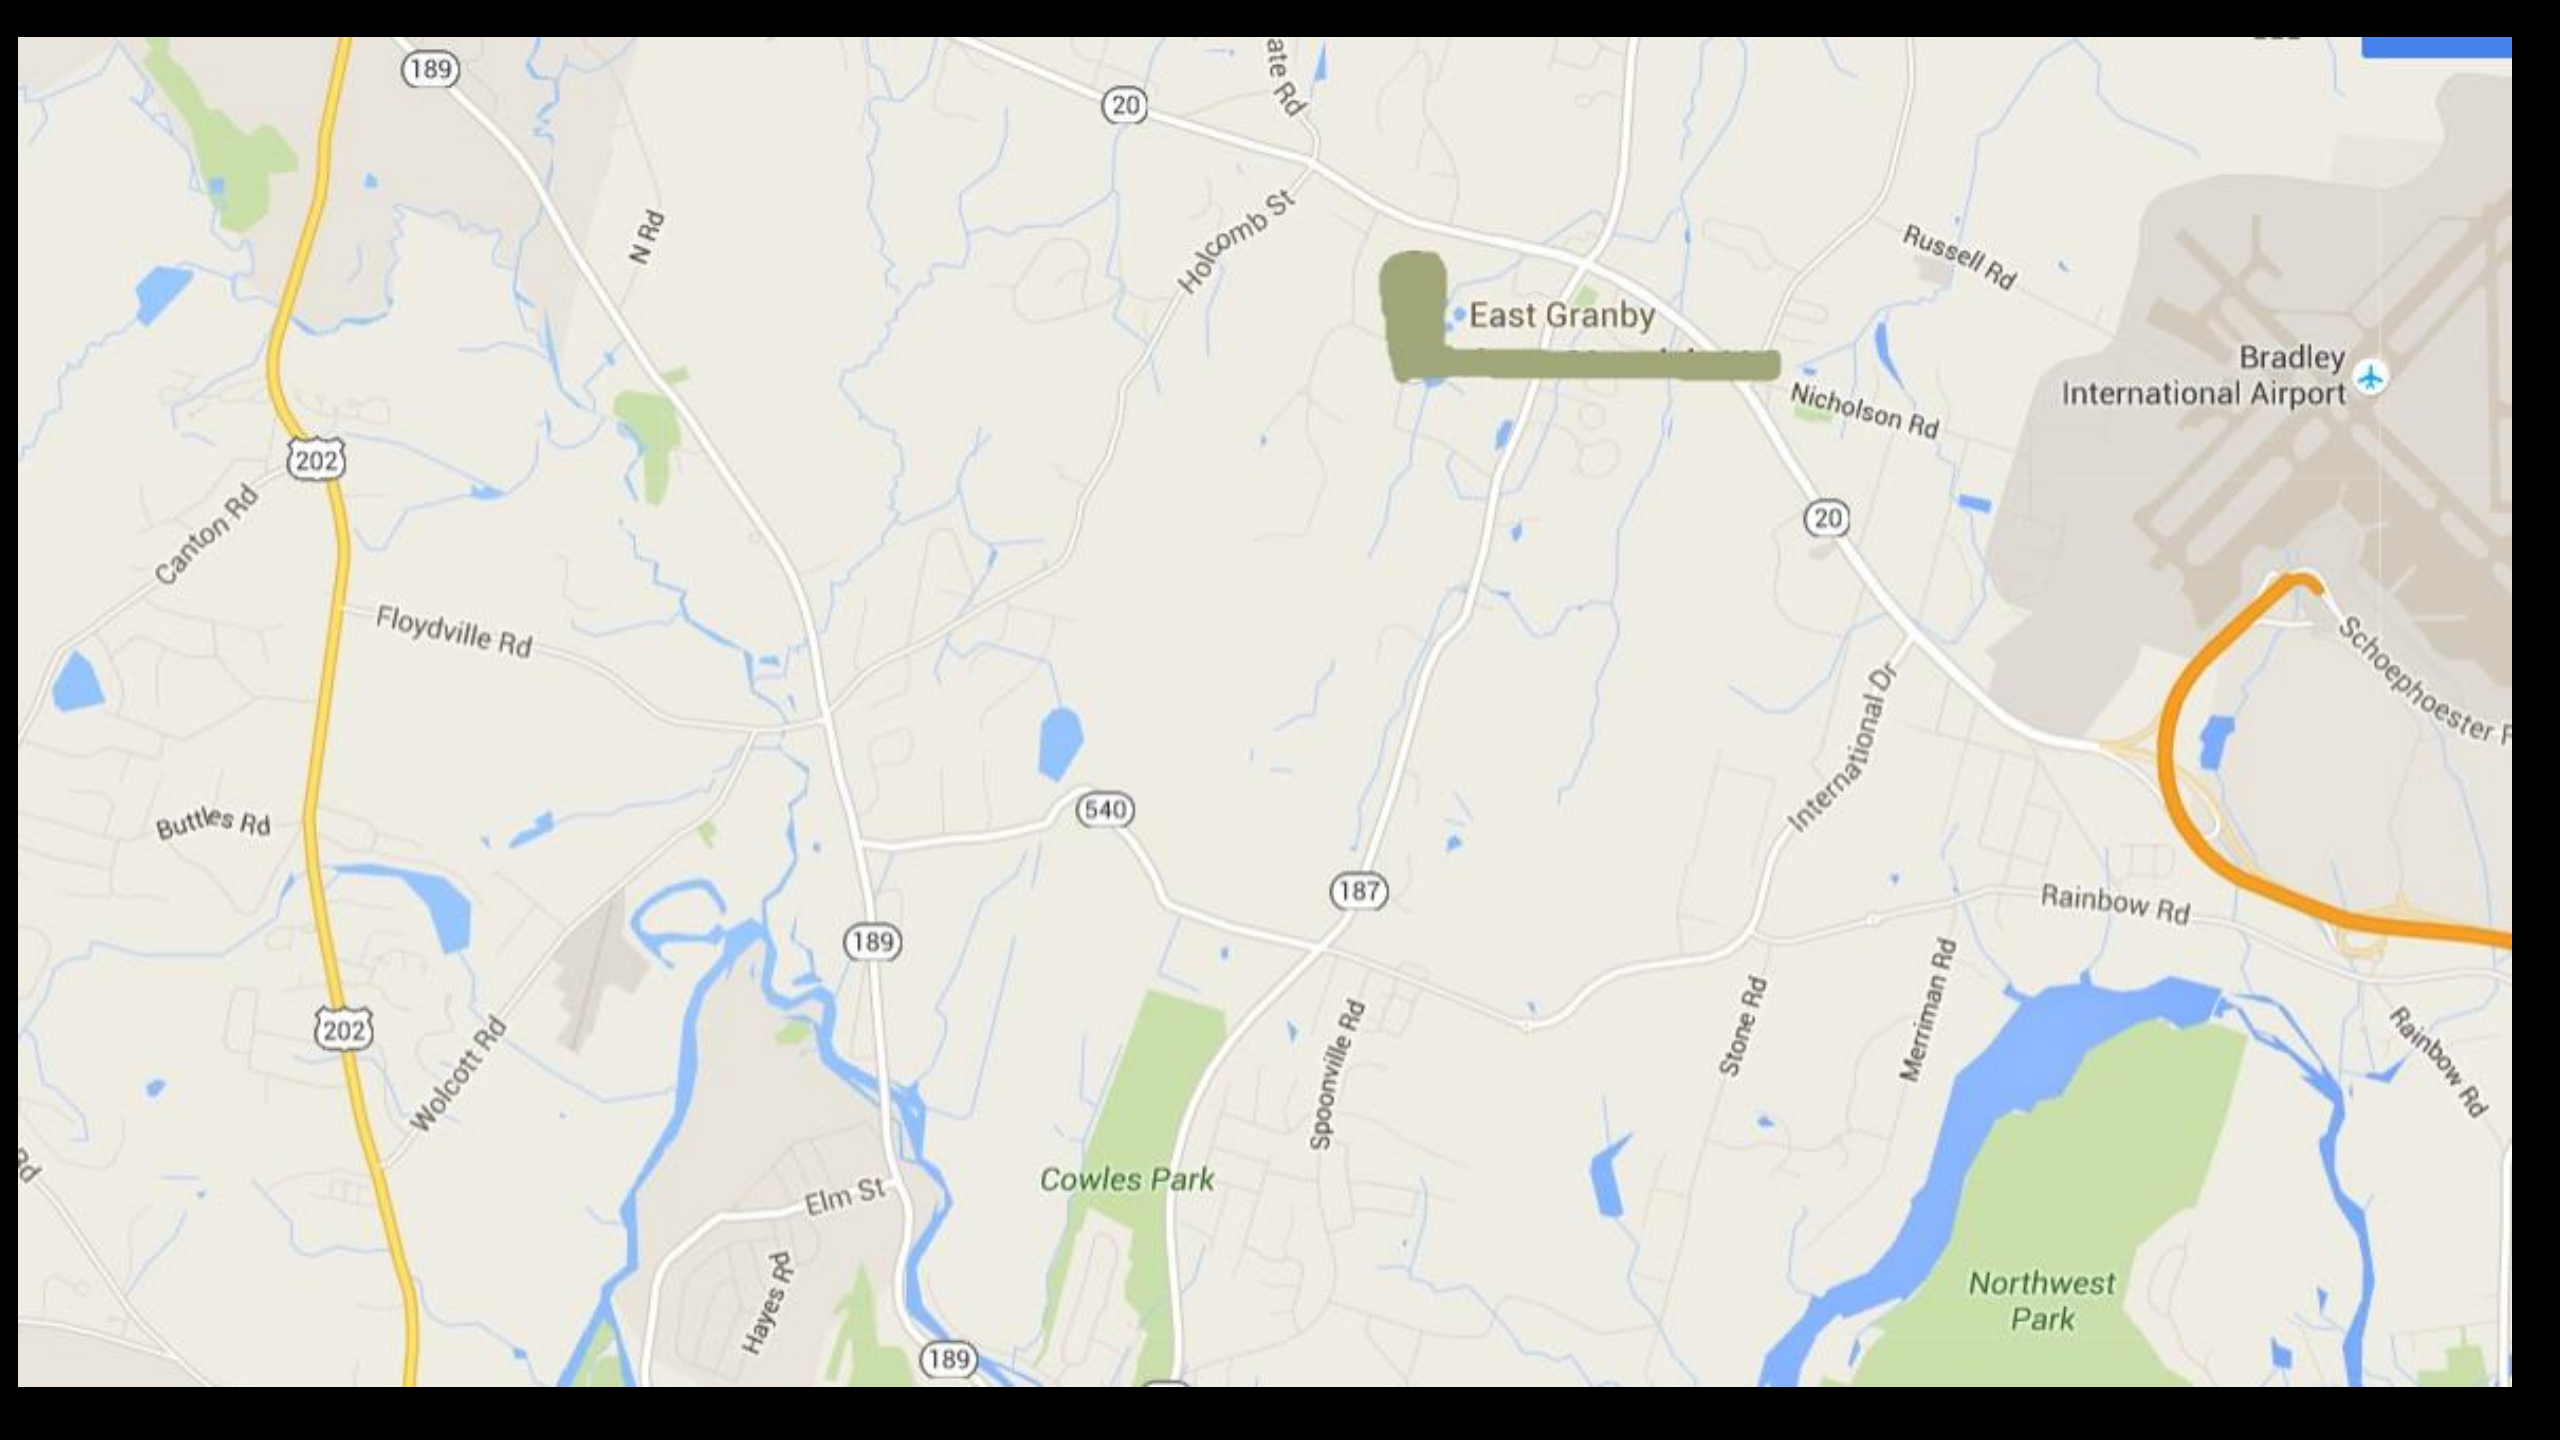 189
20
ate Rd
N Rd
Holcomb St
Russell Rd
East Granby
Bradley
International Airport
Nicholson Rd
202
Canton Rd
20
Floydville Rd
Schoephoester R
International Dr
Buttles Rd
540
187
Rainbow Rd
189
202
Wolcott Rd
Spoonville Rd
Stone Rd
Merriman Rd
Rainbow Rd
Rd
Cowles Park
Elm St
Hayes Rd
Northwest
Park
189